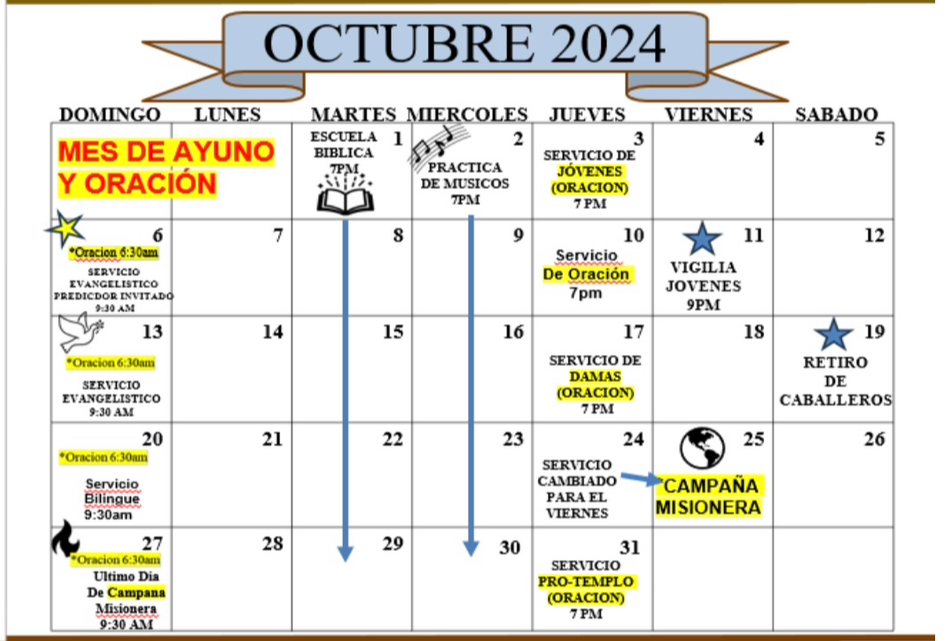 OCTUBRE 2024
DOMINGO LUNES MARTES MIERCOLES JUEVES VIERNES SABADO
MES DE AYUNO
Y ORACIÓN
1
ESCUELA
BIBLICA
7PM
2
PRACTICA
DE MUSICOS
7PM
3
SERVICIO DE
JÓVENES
(ORACION)
7 PM
4
5
6
*Oracion 6:30am
SERVICIO
EVANGELISTICO
PREDICDOR INVITADO
9:30 AM
7
8
9
10
Servicio
De Oración
7pm
11
VIGILIA
JOVENES
9PM
12
13
*Oracion 6:30am
SERVICIO
EVANGELISTICO
9:30 AM
14
15
16
17
SERVICIO DE
DAMAS
(ORACION)
7 PM
18
19
RETIRO
DE
CABALLEROS
20
*Oracion 6:30am
Servicio
Bilingue
9:30am
21
22
23
24
SERVICIO
CAMBIADO
PARA EL
VIERNES
25
CAMPAÑA
MISIONERA
26
27
*Oracion 6:30am
Ultimo Dia
De Campana
Misionera
9:30 AM
28
29
30
31
SERVICIO
PRO-TEMPLO
(ORACION)
7 PM